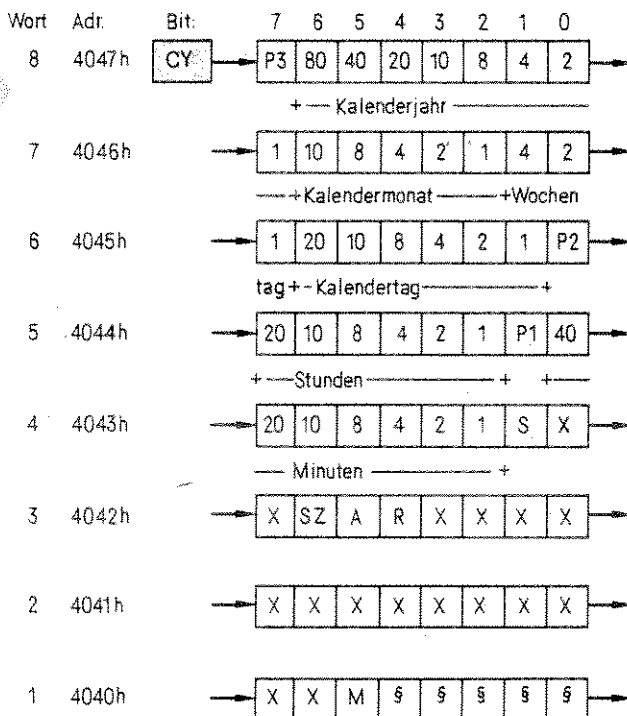 Wort Adr. Bit: 7 6 5 4 3 2 1 0
8 4047h CY P3 80 40 20 10 8 4 2
+ — Kalenderjahr —
7 4046h 1 10 8 4 2 1 4 2
— + Kalendermonat — + Wochen
6 4045h 1 20 10 8 4 2 1 P2
tag + - Kalendertag — +
5 4044h 20 10 8 4 2 1 P1 40
+ — Stunden — + + —
4 4043h 20 10 8 4 2 1 S X
— Minuten — +
3 4042h X SZ A R X X X X
2 4041h X X X X X X X X
1 4040h X X M § § § § §